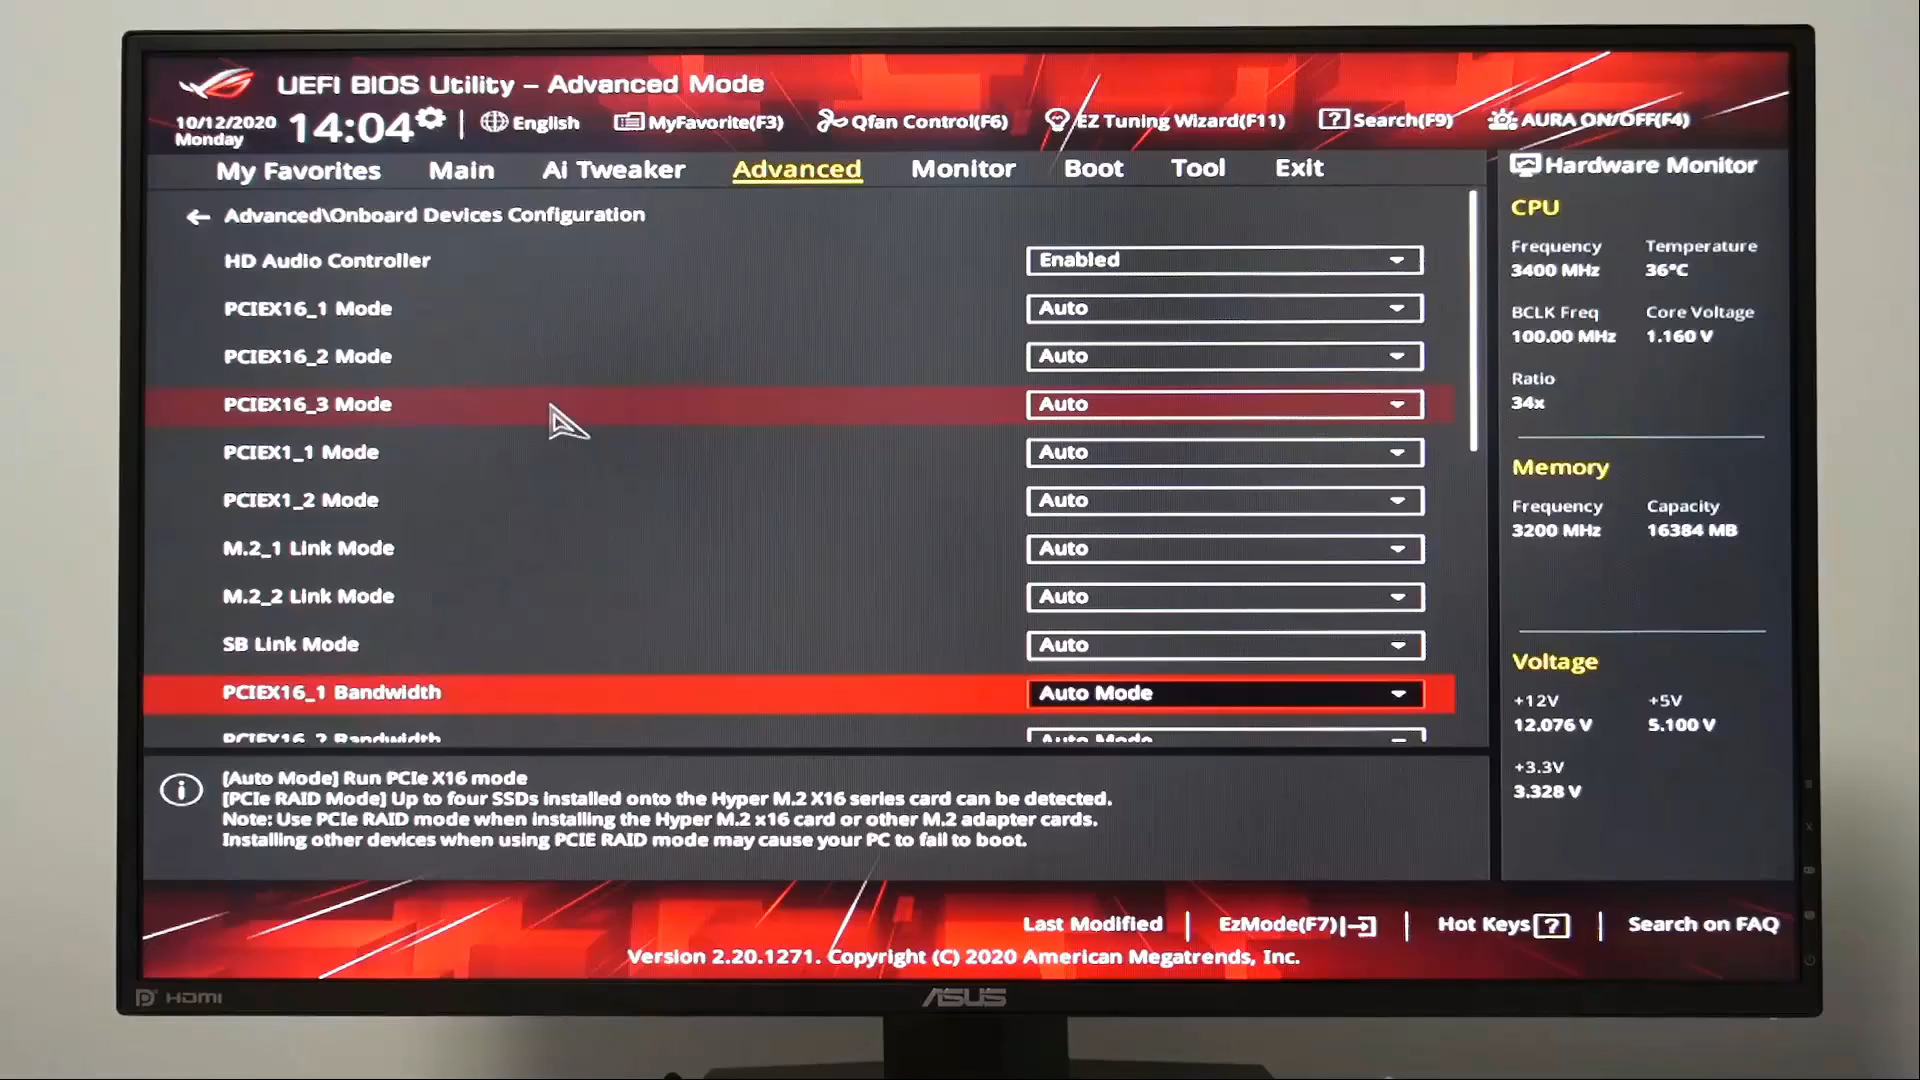 UEFI BIOS Utility – Advanced Mode
10/12/2020
Monday
14:04
English
MyFavorite(F3)
Qfan Control(F6)
EZ Tuning Wizard(F11)
? Search(F9)
AURA ON/OFF(F4)
My Favorites Main Ai Tweaker Advanced Monitor Boot Tool Exit
Advanced\Onboard Devices Configuration
HD Audio Controller Enabled
PCIEX16_1 Mode Auto
PCIEX16_2 Mode Auto
PCIEX16_3 Mode Auto
PCIEX1_1 Mode Auto
PCIEX1_2 Mode Auto
M.2_1 Link Mode Auto
M.2_2 Link Mode Auto
SB Link Mode Auto
PCIEX16_1 Bandwidth Auto Mode
PCIEX16_2 Bandwidth Auto Mode
[Auto Mode] Run PCIe X16 mode
[PCIe RAID Mode] Up to four SSDs installed onto the Hyper M.2 X16 series card can be detected.
Note: Use PCIe RAID mode when installing the Hyper M.2 x16 card or other M.2 adapter cards.
Installing other devices when using PCIE RAID mode may cause your PC to fail to boot.
Hardware Monitor
CPU
Frequency Temperature
3400 MHz 36°C
BCLK Freq Core Voltage
100.00 MHz 1.160 V
Ratio
34x
Memory
Frequency Capacity
3200 MHz 16384 MB
Voltage
+12V +5V
12.076 V 5.100 V
+3.3V
3.328 V
Last Modified EzMode(F7) Hot Keys ? Search on FAQ
Version 2.20.1271. Copyright (C) 2020 American Megatrends, Inc.
HDMI
ASUS